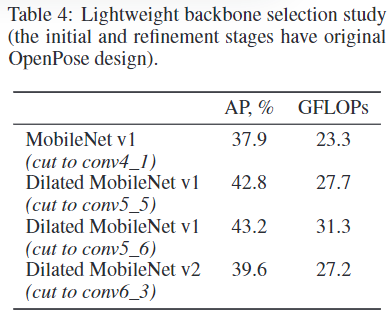 Table 4: Lightweight backbone selection study
(the initial and refinement stages have original
OpenPose design).
AP, % GFLOPs
MobileNet v1 37.9 23.3
(cut to conv4_1)
Dilated MobileNet v1 42.8 27.7
(cut to conv5_5)
Dilated MobileNet v1 43.2 31.3
(cut to conv5_6)
Dilated MobileNet v2 39.6 27.2
(cut to conv6_3)